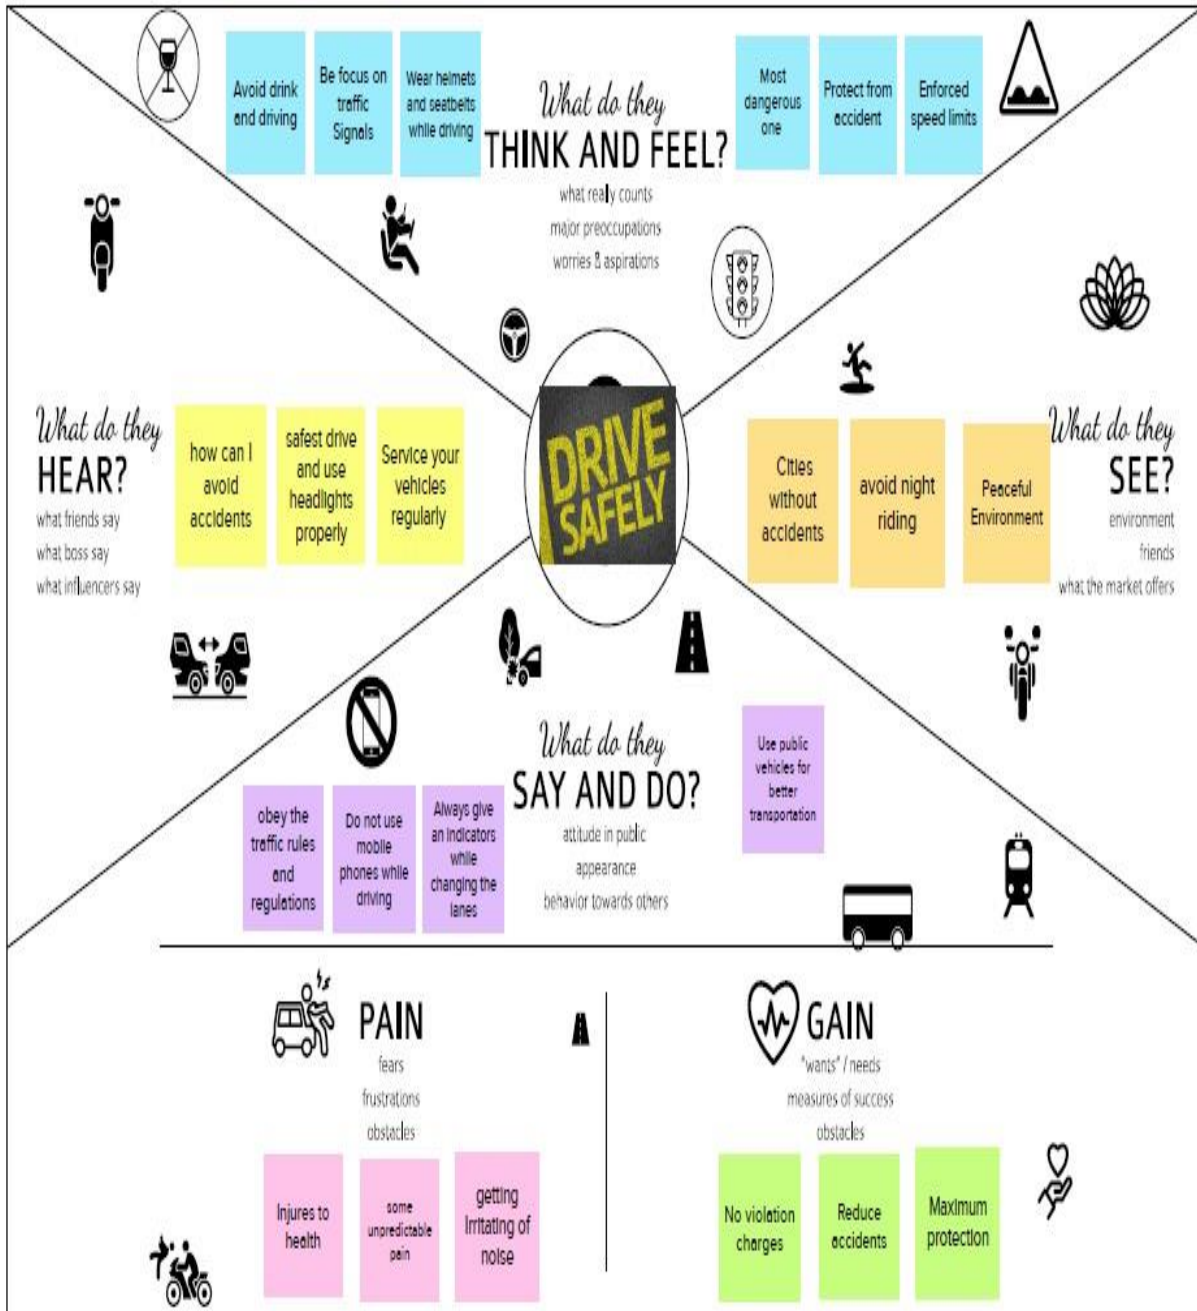 Avoid drink
and driving
Be focus on
traffic
Signals
Wear helmets
and seatbelts
while driving
What do they
THINK AND FEEL?
what really counts
major preoccupations
worries & aspirations
Most
dangerous
one
Protect from
accident
Enforced
speed limits
What do they
HEAR?
what friends say
what boss say
what influencers say
how can I
avoid
accidents
safest drive
and use
headlights
properly
Service your
vehicles
regularly
DRIVE
SAFELY
Cities
without
accidents
avoid night
riding
Peaceful
Environment
What do they
SEE?
environment
friends
what the market offers
What do they
SAY AND DO?
attitude in public
appearance
behavior towards others
obey the
traffic rules
and
regulations
Do not use
mobile
phones while
driving
Always give
an indicators
while
changing the
lanes
Use public
vehicles for
better
transportation
PAIN
fears
frustrations
obstacles
Injures to
health
some
unpredictable
pain
getting
irritating of
noise
GAIN
"wants" / needs
measures of success
obstacles
No violation
charges
Reduce
accidents
Maximum
protection